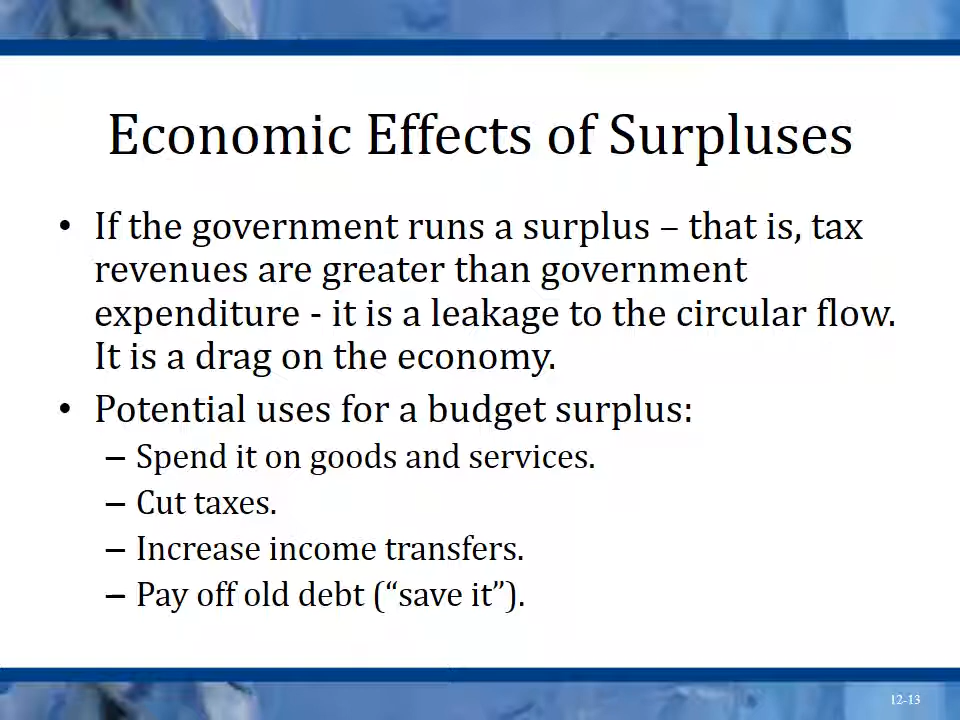 Economic Effects of Surpluses
• If the government runs a surplus – that is, tax
revenues are greater than government
expenditure - it is a leakage to the circular flow.
It is a drag on the economy.
• Potential uses for a budget surplus:
– Spend it on goods and services.
– Cut taxes.
– Increase income transfers.
– Pay off old debt (“save it”).
12-13